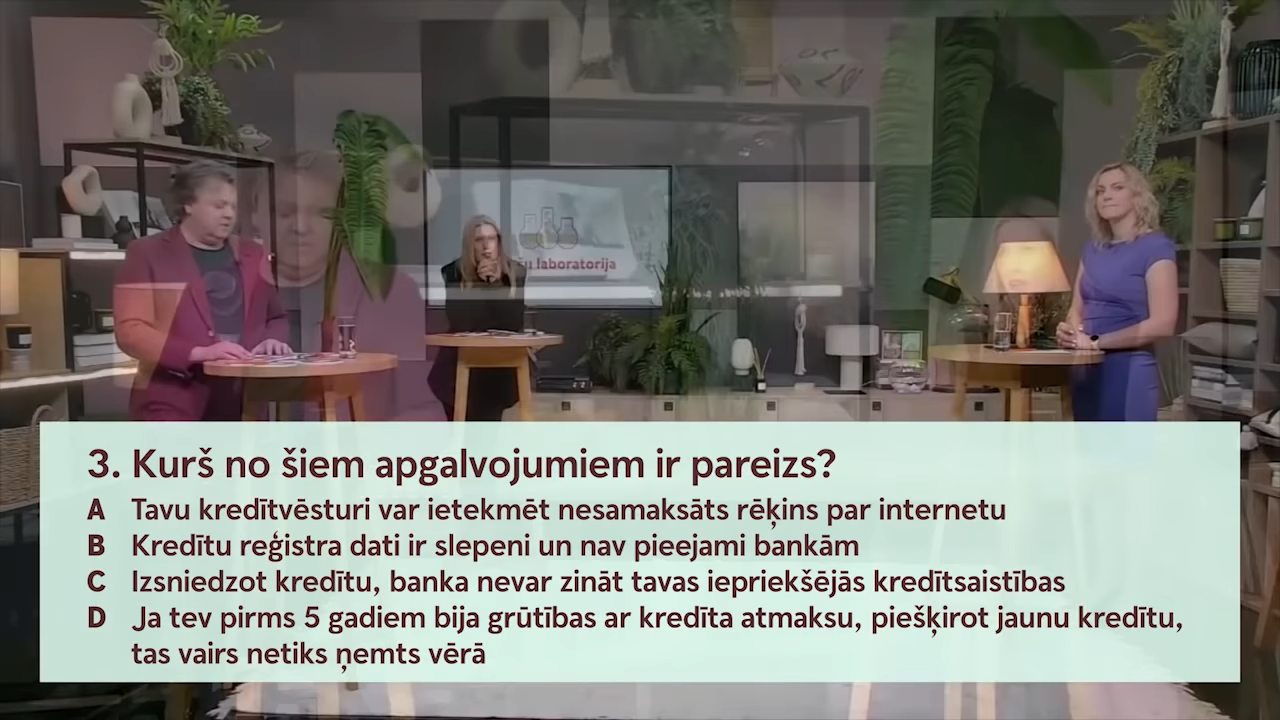 laboratorija
3. Kurš no šiem apgalvojumiem ir pareizs?
A Tavu kredītvēsturi var ietekmēt nesamaksāts rēķins par internetu
B Kredītu reģistra dati ir slepeni un nav pieejami bankām
C Izsniedzot kredītu, banka nevar zināt tavas iepriekšējās kredītsaistības
D Ja tev pirms 5 gadiem bija grūtības ar kredīta atmaksu, piešķirot jaunu kredītu,
tas vairs netiks ņemts vērā